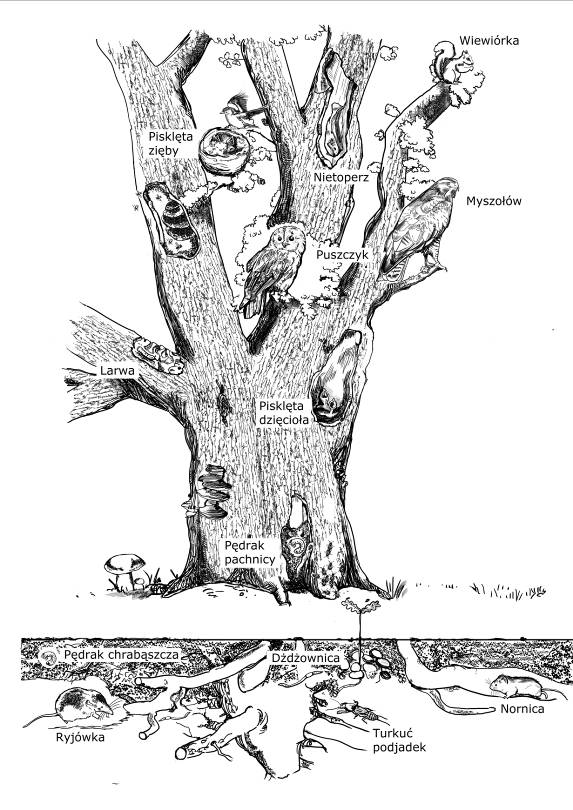 Wiewiórka
Pisklęta
zięby
Nietoperz
Myszołów
Puszczyk
Larwa
Pisklęta
dzięcioła
Pędrak
pachnicy
Pędrak chrabąszcza
Dżdżownica
Nornica
Ryjówka
Turkuć
podjadek